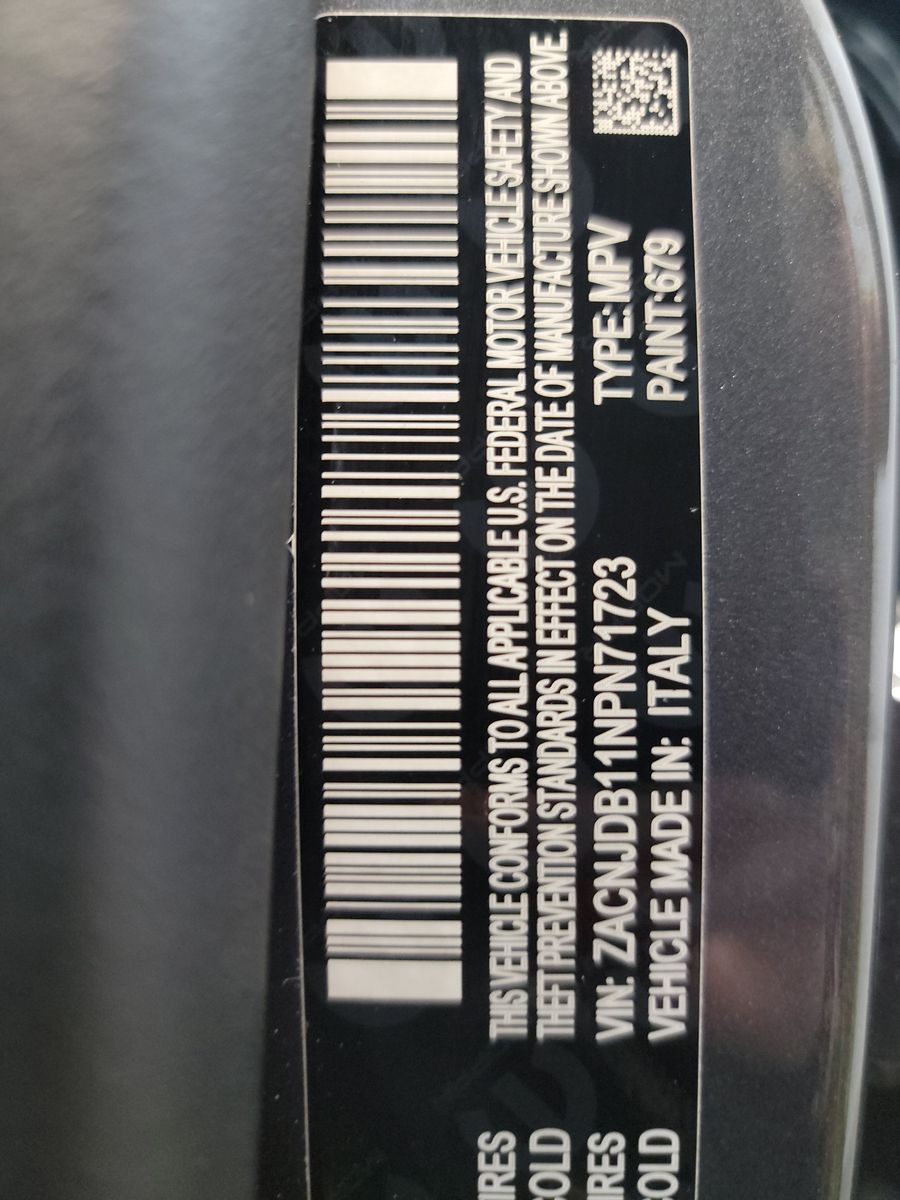 THIS VEHICLE CONFORMS TO ALL APPLICABLE U.S. FEDERAL MOTOR VEHICLE SAFETY AND
THEFT PREVENTION STANDARDS IN EFFECT ON THE DATE OF MANUFACTURE SHOWN ABOVE.
VIN: ZACNJDB11NPN71723 TYPE: MPV
VEHICLE MADE IN: ITALY PAINT:679
IRES
COLD
IRES
COLD